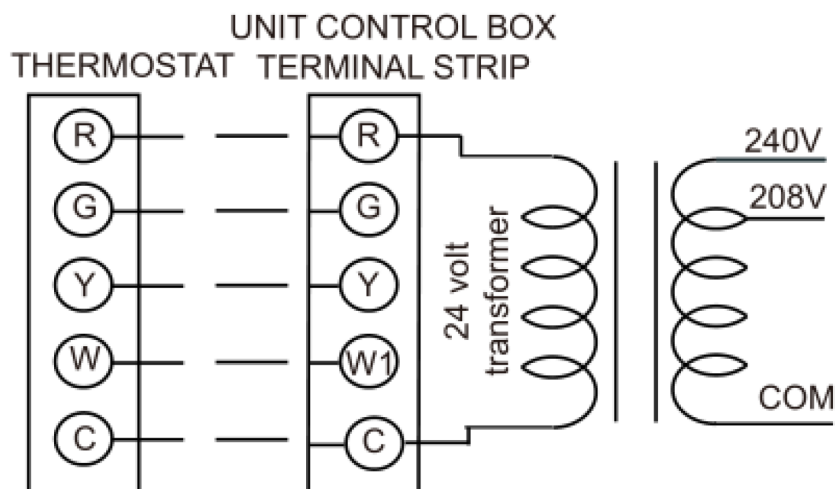 UNIT CONTROL BOX
THERMOSTAT TERMINAL STRIP
R R
240V
G G
208V
Y Y
24 volt
transformer
W W1
COM
C C